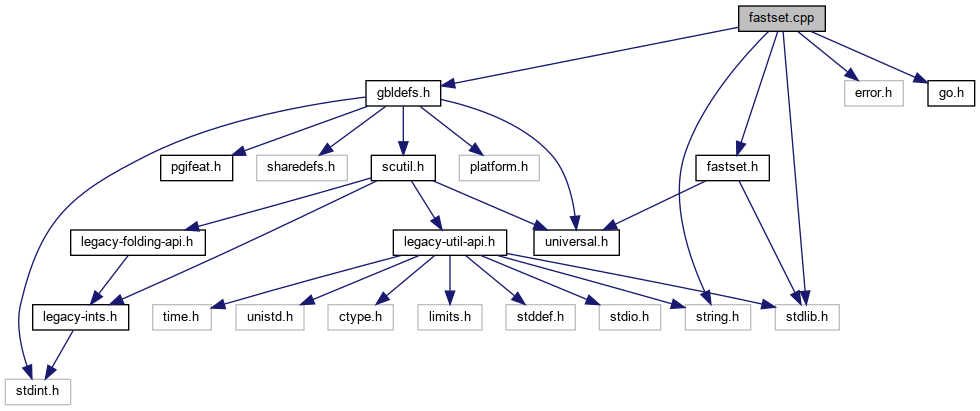 fastset.cpp
gbldefs.h
error.h
go.h
pgifeat.h
sharedefs.h
scutil.h
platform.h
fastset.h
legacy-folding-api.h
legacy-util-api.h
universal.h
legacy-ints.h
time.h
unistd.h
ctype.h
limits.h
stddef.h
stdio.h
string.h
stdlib.h
stdint.h